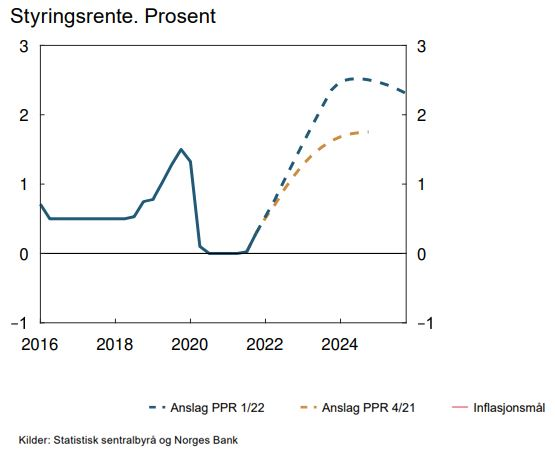 Styringsrente. Prosent
3 3
2 2
1 1
0 0
−1 −1
2016 2018 2020 2022 2024
Anslag PPR 1/22 Anslag PPR 4/21 Inflasjonsmål
Kilder: Statistisk sentralbyrå og Norges Bank